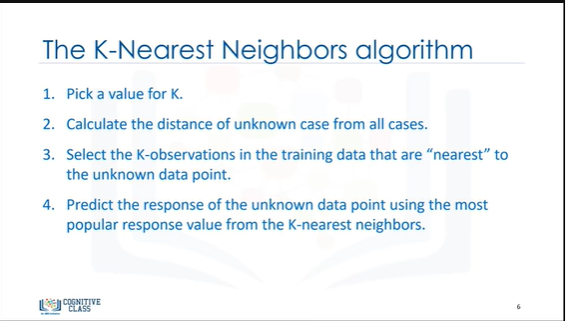 The K-Nearest Neighbors algorithm
1. Pick a value for K.
2. Calculate the distance of unknown case from all cases.
3. Select the K-observations in the training data that are “nearest” to
the unknown data point.
4. Predict the response of the unknown data point using the most
popular response value from the K-nearest neighbors.
COGNITIVE
CLASS
6